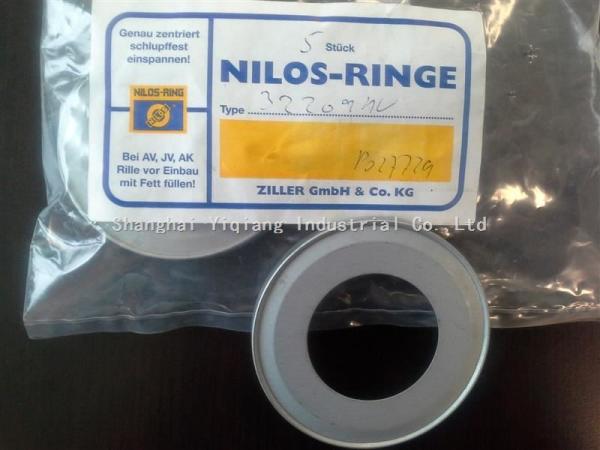 Genau zentriert
schlupffest
einspannen!
NILOS-RING
Bei AV, JV, AK
Rille vor Einbau
mit Fett füllen!
5 Stück
NILOS-RINGE
Type 32209
ZILLER GmbH & Co. KG
Shanghai Yiqiang Industrial Co. Ltd